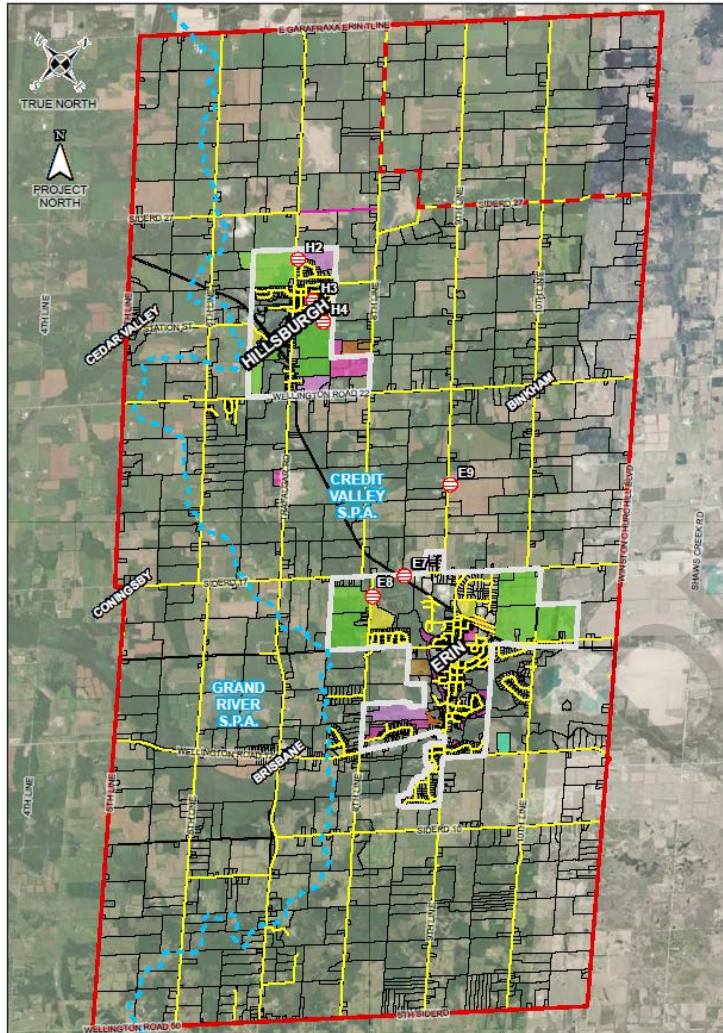 E GARAFRAXA ERIN TLINE
TRUE NORTH
N
PROJECT
NORTH
SIDERD 27
SIDERD 27
H2
H3
H4
HILLSBURGH
4TH LINE
CEDAR VALLEY
STATION ST
WELLINGTON ROAD 22
BINKHAM
E9
CREDIT
VALLEY
S.P.A.
WINSTON CHURCHILL BLVD
SHAWS CREEK RD
E7
SIDERD 17
E8
CONINGSBY
ERIN
GRAND
RIVER
S.P.A.
BRISBANE
4TH LINE
SIDERD 10
5TH SIDERD
WELLINGTON ROAD 50